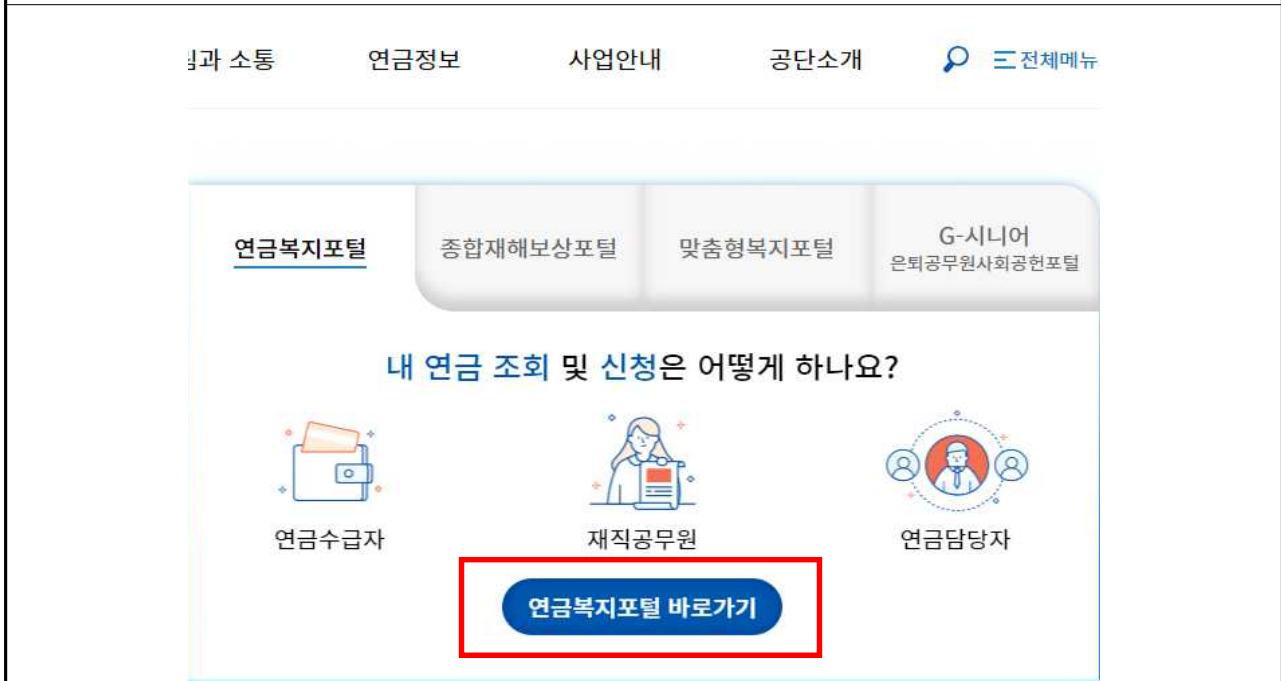 과 소통 연금정보 사업안내 공단소개 전체메뉴
연금복지포털 종합재해보상포털 맞춤형복지포털 G-시니어
은퇴공무원사회공헌포털
내 연금 조회 및 신청은 어떻게 하나요?
연금수급자 재직공무원 연금담당자
연금복지포털 바로가기